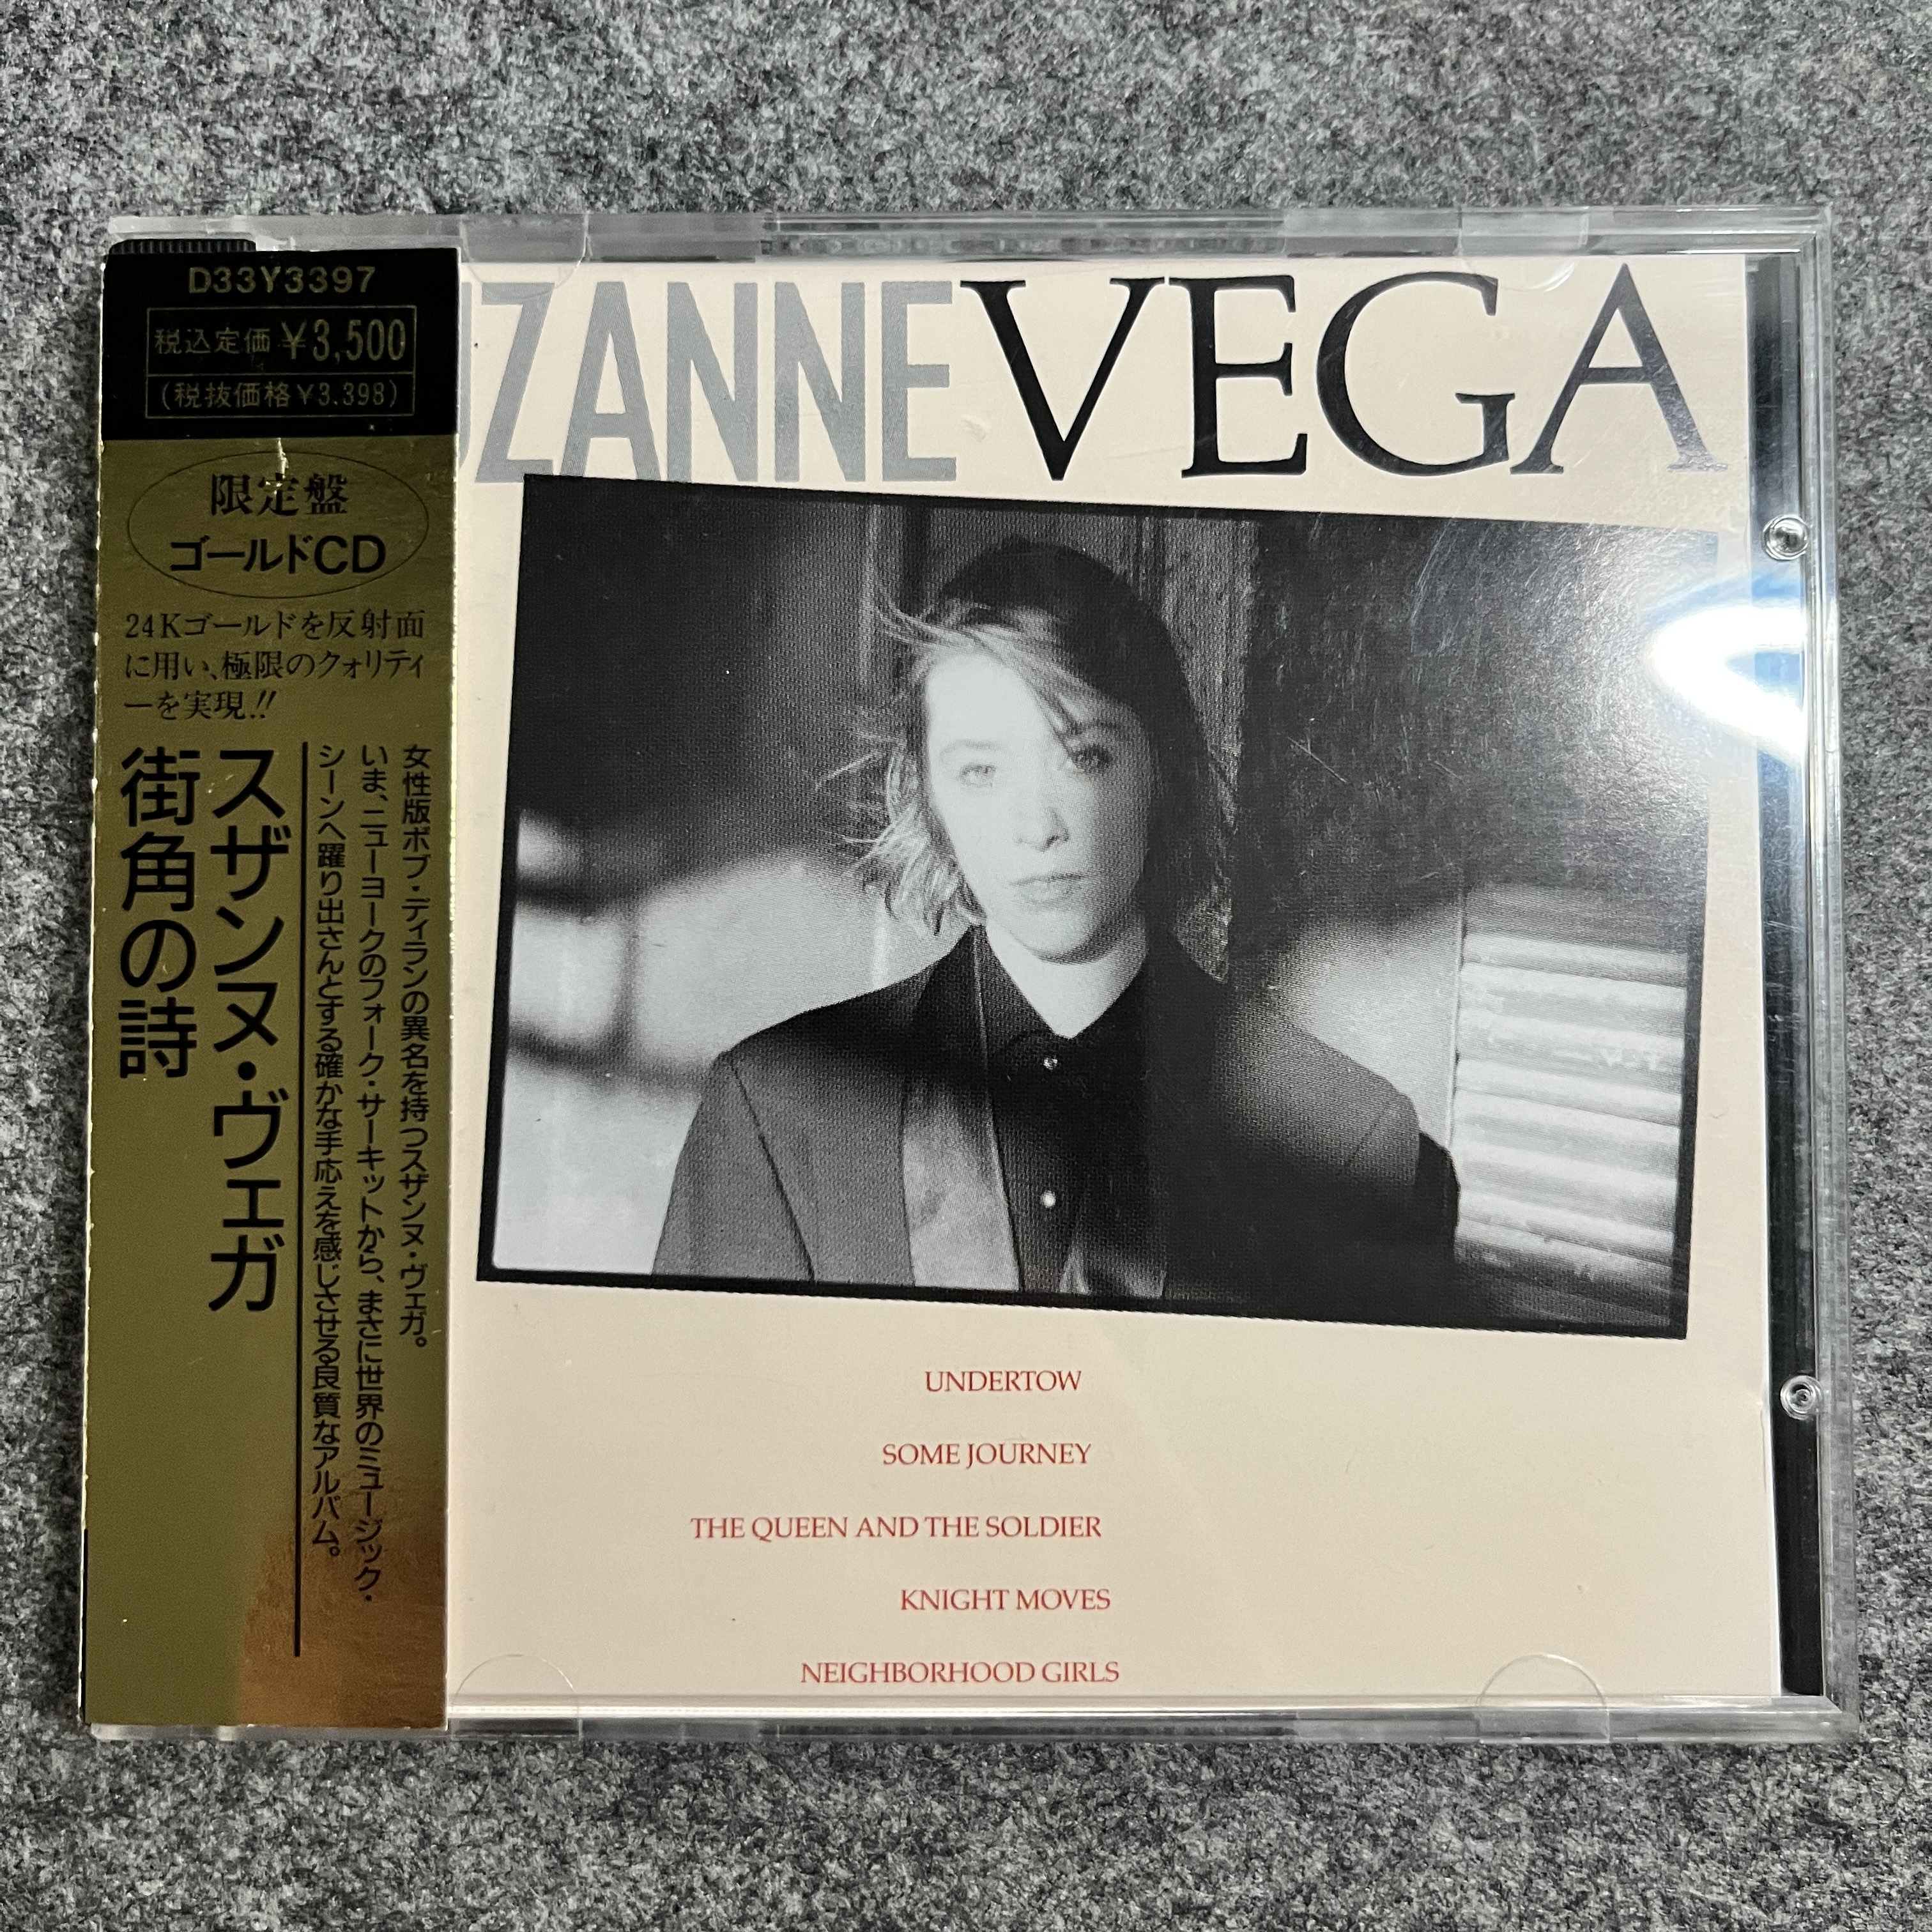 D33Y3397
税込定価 ¥3,500
(税抜価格¥3.398)
限定盤
ゴールドCD
24Kゴールドを反射面
に用い、極限のクォリティ
ーを実現.!!
女性版ボブ・ディランの異名を持つスザンヌ・ヴェガ。
いま、ニューヨークのフォーク・サーキットから、まさに世界のミュージック・
シーンへ躍り出さんとする確かな手応えを感じさせる良質なアルバム。
スザンヌ・ヴェガ
街角の詩
UZANNE VEGA
UNDERTOW
SOME JOURNEY
THE QUEEN AND THE SOLDIER
KNIGHT MOVES
NEIGHBORHOOD GIRLS